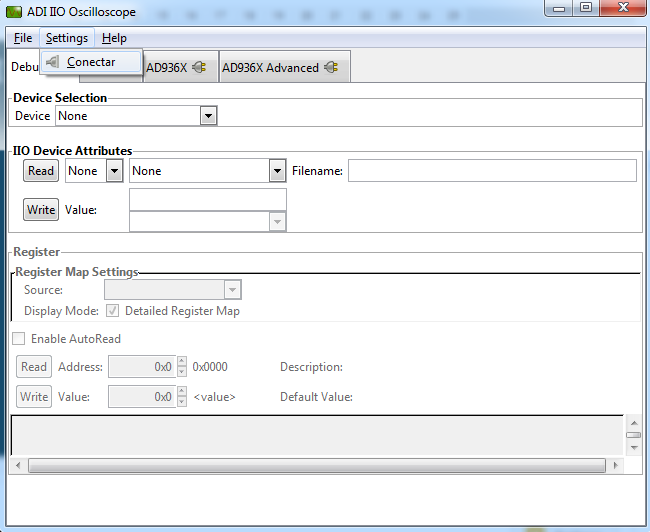 ADI IIO Oscilloscope
File Settings Help
Conectar
Debu AD936X AD936X Advanced
Device Selection
Device None
IIO Device Attributes
Read None None Filename:
Write Value:
Register
Register Map Settings
Source:
Display Mode: Detailed Register Map
Enable AutoRead
Read Address: 0x0 0x0000 Description:
Write Value: 0x0 <value> Default Value: